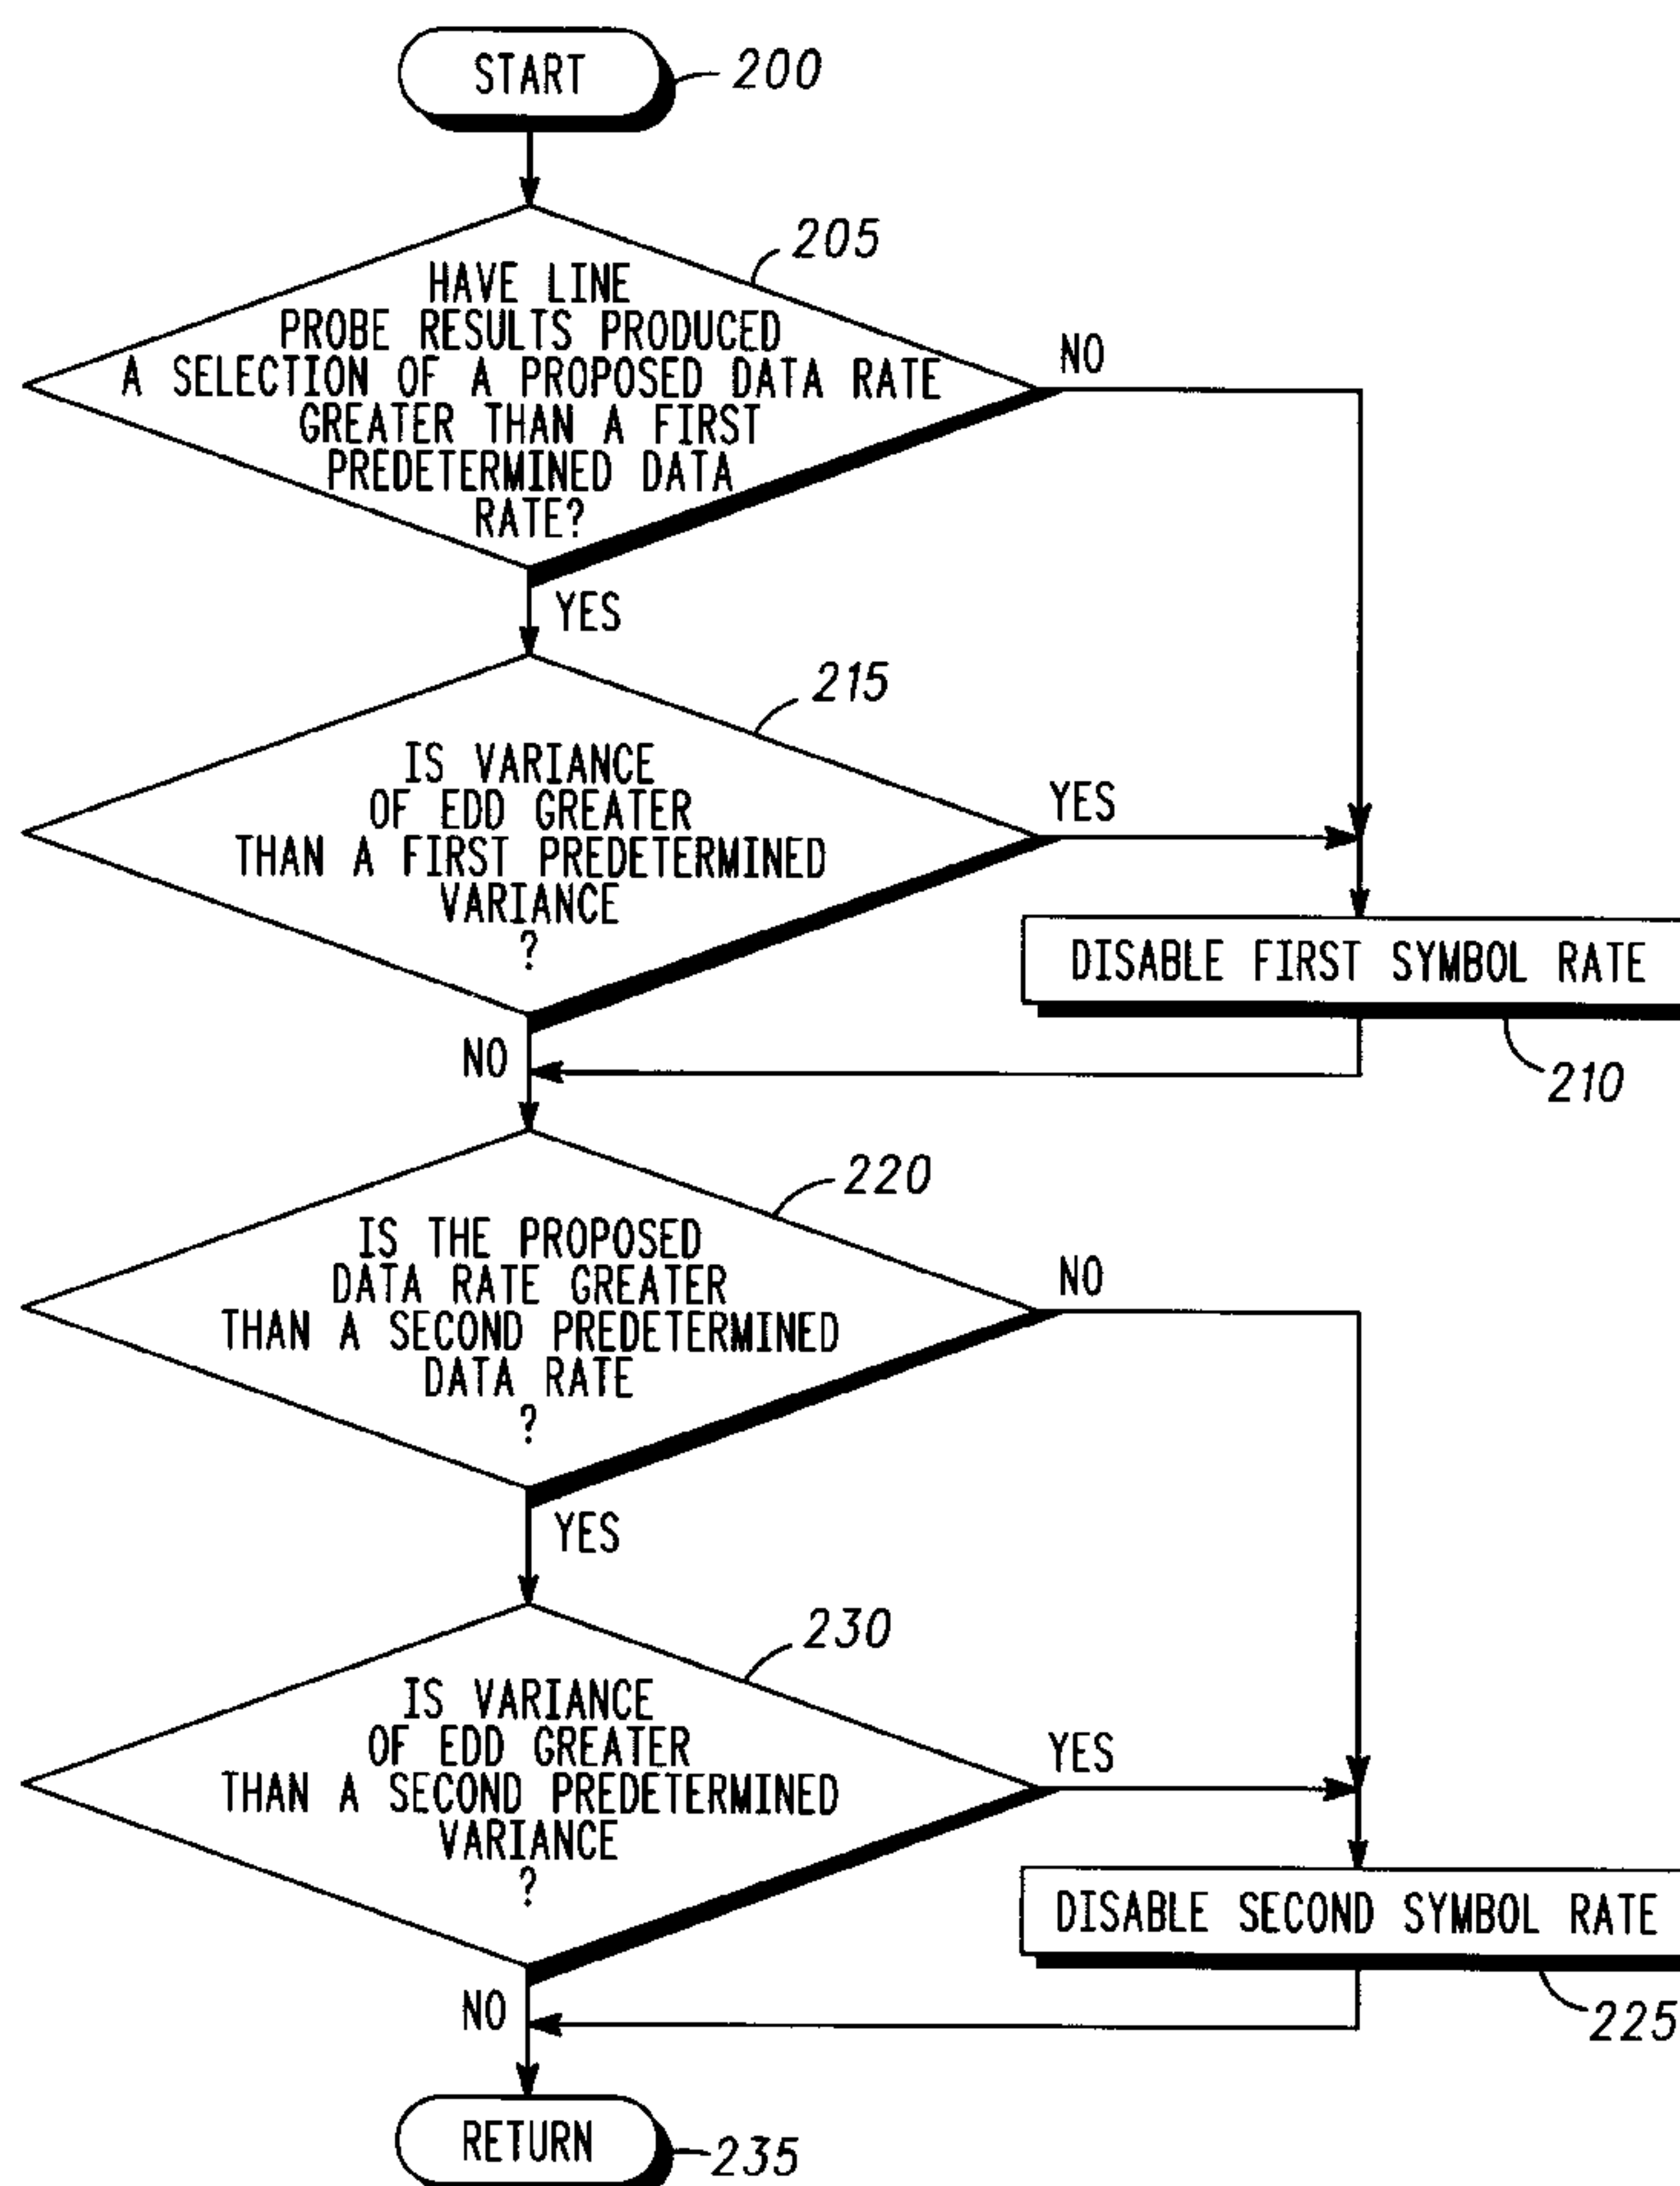 START
200
205
HAVE LINE
PROBE RESULTS PRODUCED
A SELECTION OF A PROPOSED DATA RATE
GREATER THAN A FIRST
PREDETERMINED DATA
RATE?
NO
YES
215
IS VARIANCE
OF EDD GREATER
THAN A FIRST PREDETERMINED
VARIANCE
?
YES
DISABLE FIRST SYMBOL RATE
210
NO
220
IS THE PROPOSED
DATA RATE GREATER
THAN A SECOND PREDETERMINED
DATA RATE
?
NO
YES
230
IS VARIANCE
OF EDD GREATER
THAN A SECOND PREDETERMINED
VARIANCE
?
YES
DISABLE SECOND SYMBOL RATE
225
NO
RETURN
235